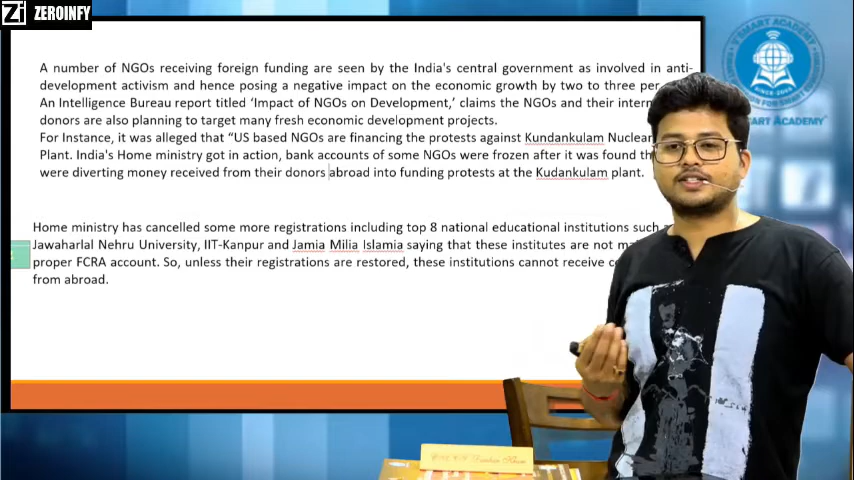 Zi ZEROINFY
A number of NGOs receiving foreign funding are seen by the India's central government as involved in anti-
development activism and hence posing a negative impact on the economic growth by two to three per
An Intelligence Bureau report titled ‘Impact of NGOs on Development,’ claims the NGOs and their
donors are also planning to target many fresh economic development projects.
For Instance, it was alleged that “US based NGOs are financing the protests against Kundankulam Nuclear
Plant. India's Home ministry got in action, bank accounts of some NGOs were frozen after it was found
were diverting money received from their donors abroad into funding protests at the Kudankulam plant.
Home ministry has cancelled some more registrations including top 8 national educational institutions such
Jawaharlal Nehru University, IIT-Kanpur and Jamia Milia Islamia saying that these institutes are not
proper FCRA account. So, unless their registrations are restored, these institutions cannot receive
from abroad.
V'SMART ACADEMY
SINCE-2004
SMART ACADEMY